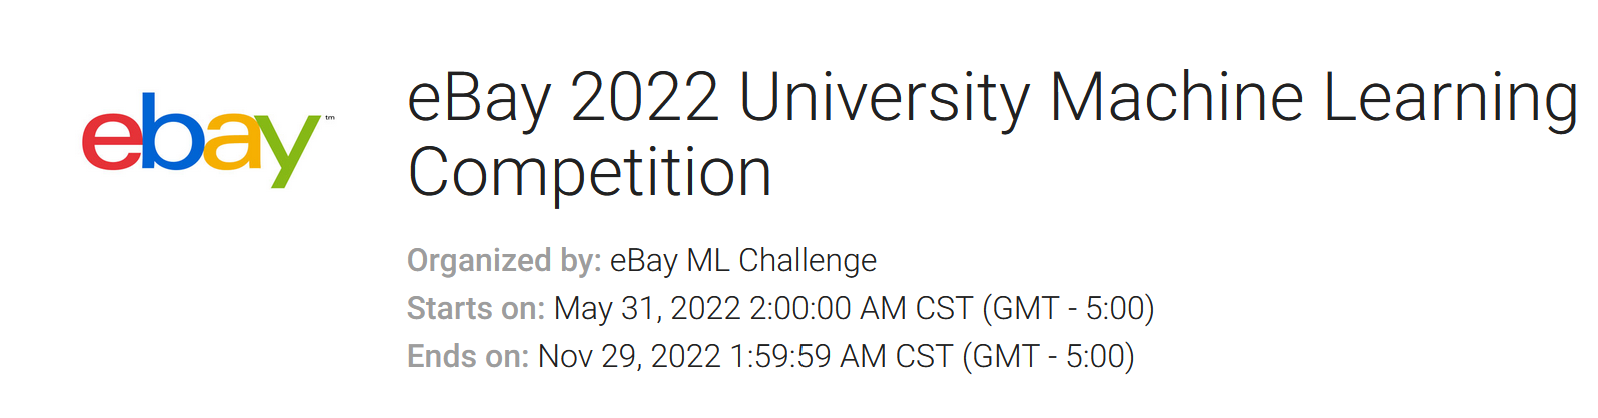 ebay™
eBay 2022 University Machine Learning
Competition
Organized by: eBay ML Challenge
Starts on: May 31, 2022 2:00:00 AM CST (GMT - 5:00)
Ends on: Nov 29, 2022 1:59:59 AM CST (GMT - 5:00)